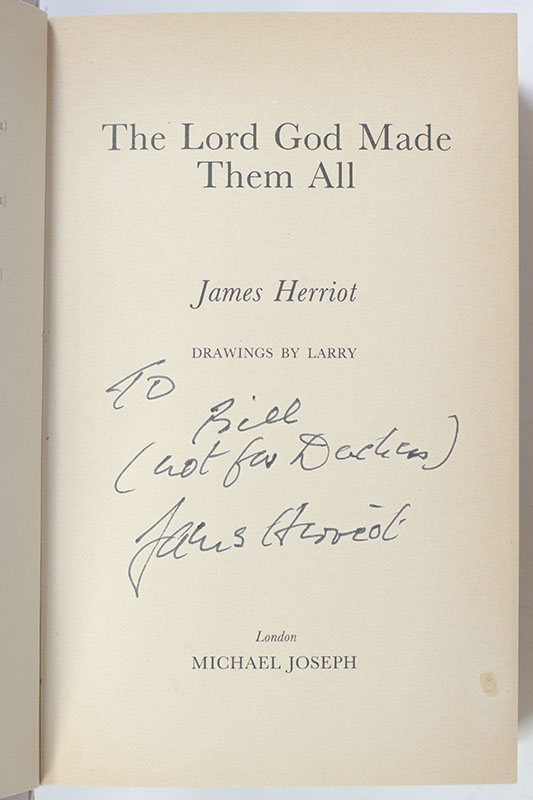 The Lord God Made
Them All
James Herriot
DRAWINGS BY LARRY
To
Bill
(not for
James Herriot
London
MICHAEL JOSEPH